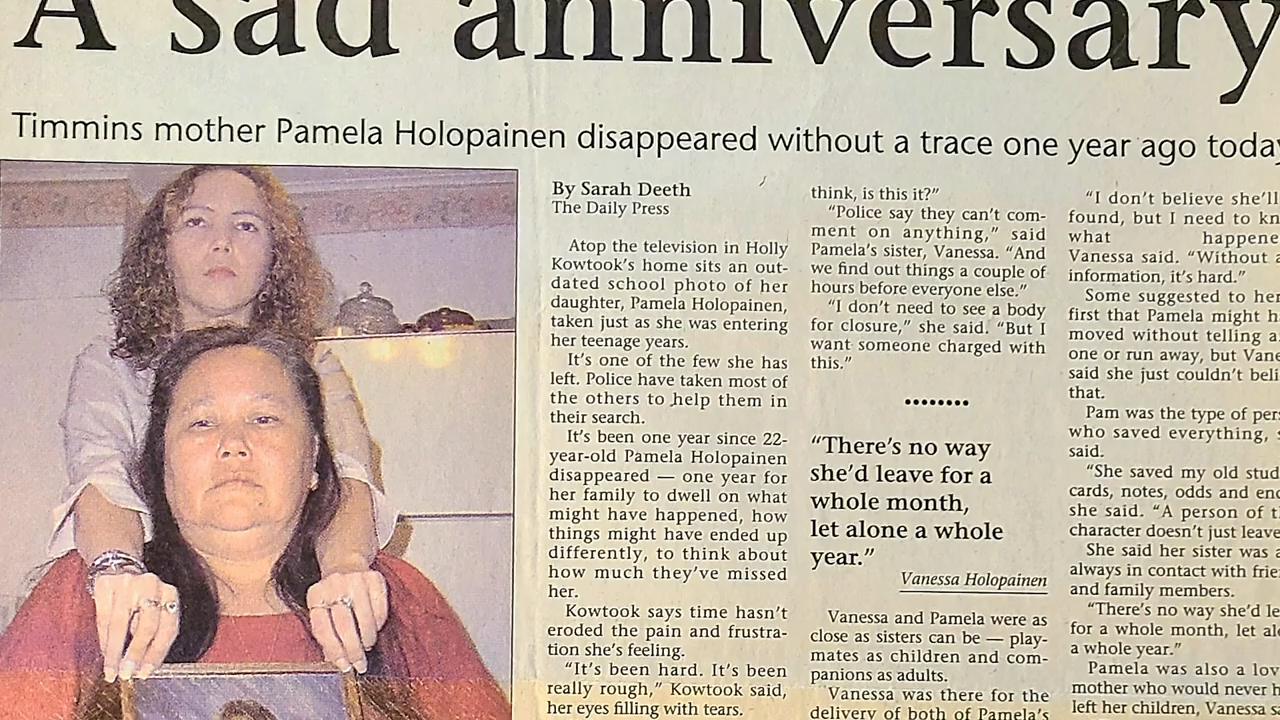 A sad anniversary
Timmins mother Pamela Holopainen disappeared without a trace one year ago
By Sarah Deeth
The Daily Press
Atop the television in Holly
Kowtook's home sits an out-
dated school photo of her
daughter, Pamela Holopainen,
taken just as she was entering
her teenage years.
It's one of the few she has
left. Police have taken most of
the others to help them in
their search.
It's been one year since 22-
year-old Pamela Holopainen
disappeared — one year for
her family to dwell on what
might have happened, how
things might have ended up
differently, to think about
how much they've missed
her.
Kowtook says time hasn't
eroded the pain and frustra-
tion she's feeling.
"It's been hard. It's been
really rough," Kowtook said,
her eyes filling with tears.
think, is this it?"
"Police say they can't com-
ment on anything," said
Pamela's sister, Vanessa. "And
we find out things a couple of
hours before everyone else."
"I don't need to see a body
for closure," she said. "But I
want someone charged with
this."
"There's no way
she'd leave for a
whole month,
let alone a whole
year."
Vanessa Holopainen
Vanessa and Pamela were as
close as sisters can be — play-
mates as children and com-
panions as adults.
Vanessa was there for the
delivery of both of Pamela's
"I don't believe she'll
found, but I need to
what
Vanessa said. "Without
information, it's hard."
Some suggested to her
first that Pamela might
moved without telling
one or run away, but
said she just couldn't
that.
Pam was the type of
who saved everything,
said.
"She saved my old
cards, notes, odds and
she said. "A person of
character doesn't just leave
She said her sister was
always in contact with
and family members.
"There's no way she'd
for a whole month, let
a whole year."
Pamela was also a
mother who would never
left her children, Vanessa